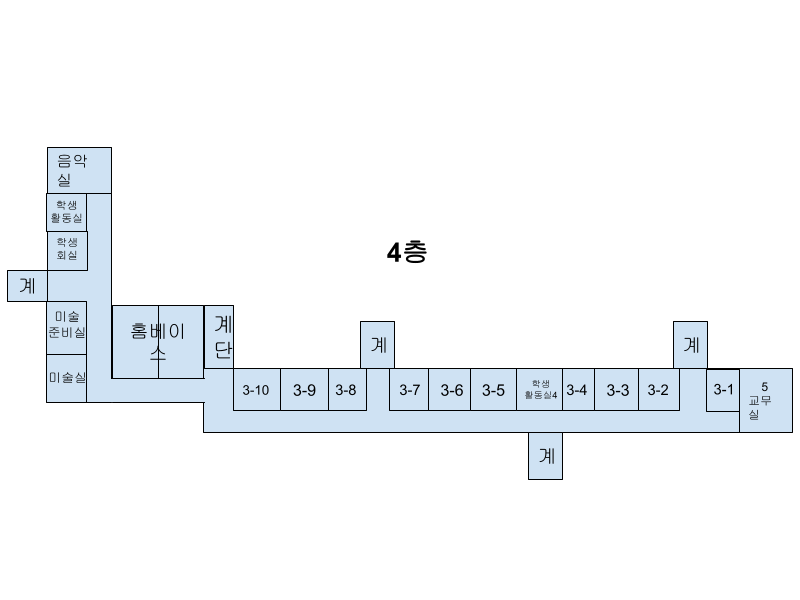 음악
실
학생
활동실
학생
회실
4층
계
미술
준비실
홈베이
스
계
단
계
계
미술실
3-10
3-9
3-8
3-7
3-6
3-5
학생
활동실4
3-4
3-3
3-2
3-1
5
교무
실
계